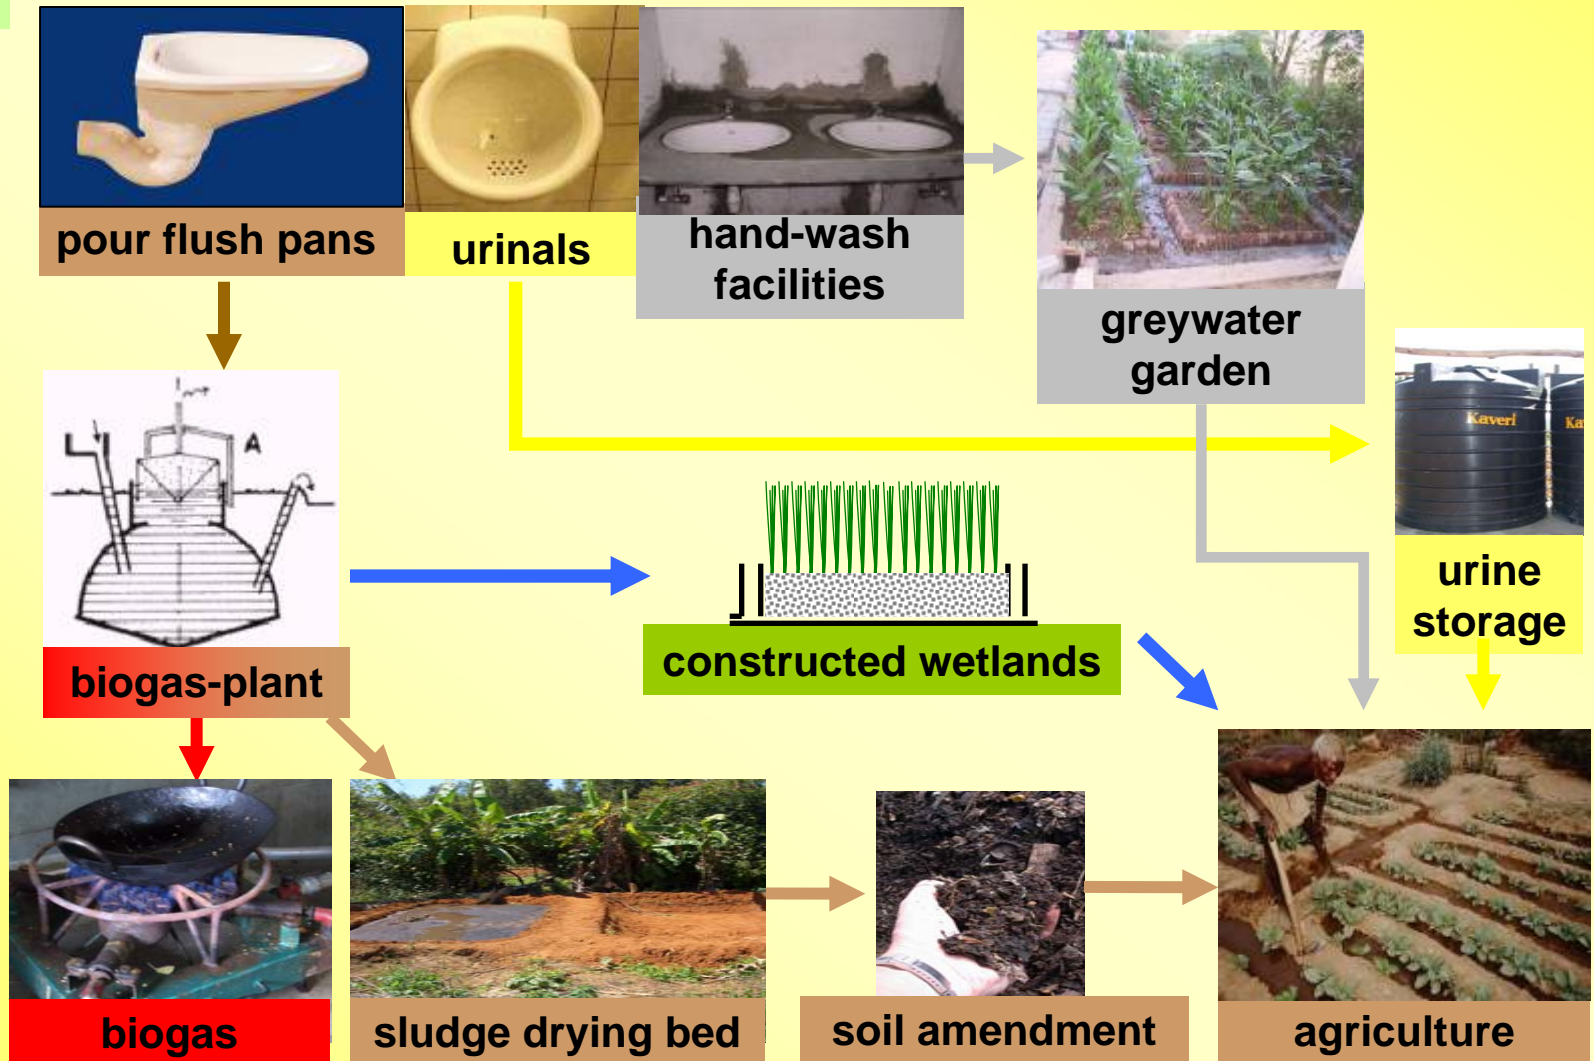 pour flush pans
urinals
hand-wash
facilities
greywater
garden
Kaveri
Ka
A
urine
storage
constructed wetlands
biogas-plant
biogas
sludge drying bed
soil amendment
agriculture